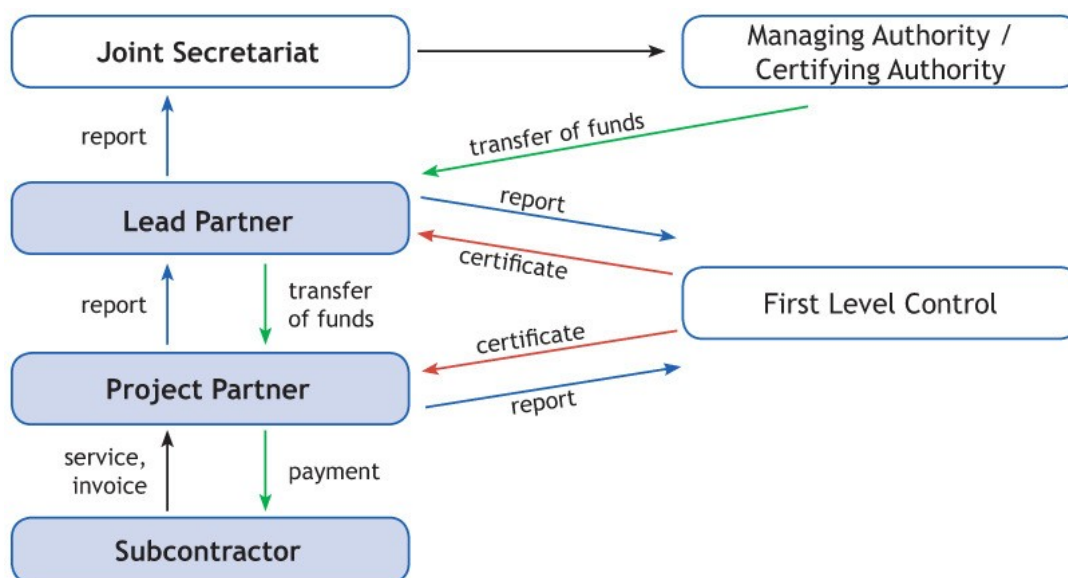 Joint Secretariat
Managing Authority /
Certifying Authority
report
transfer of funds
Lead Partner
report
certificate
report
transfer
of funds
First Level Control
certificate
Project Partner
report
service,
invoice
payment
Subcontractor